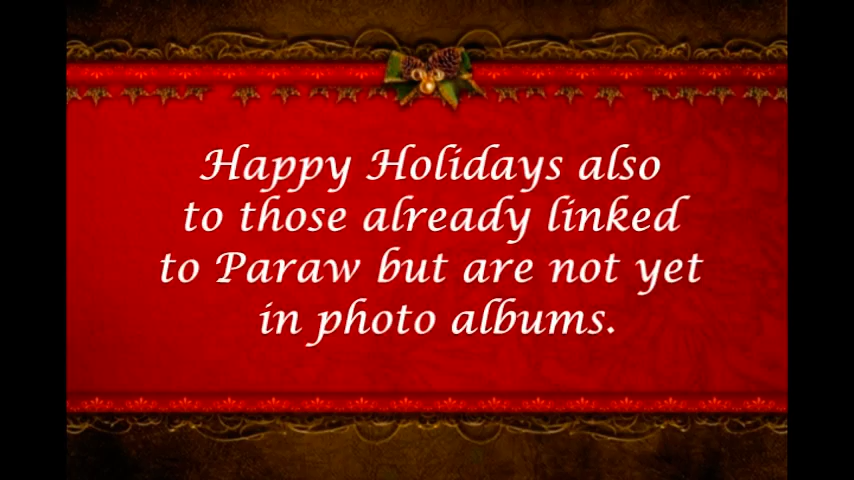 Happy Holidays also
to those already linked
to Paraw but are not yet
in photo albums.